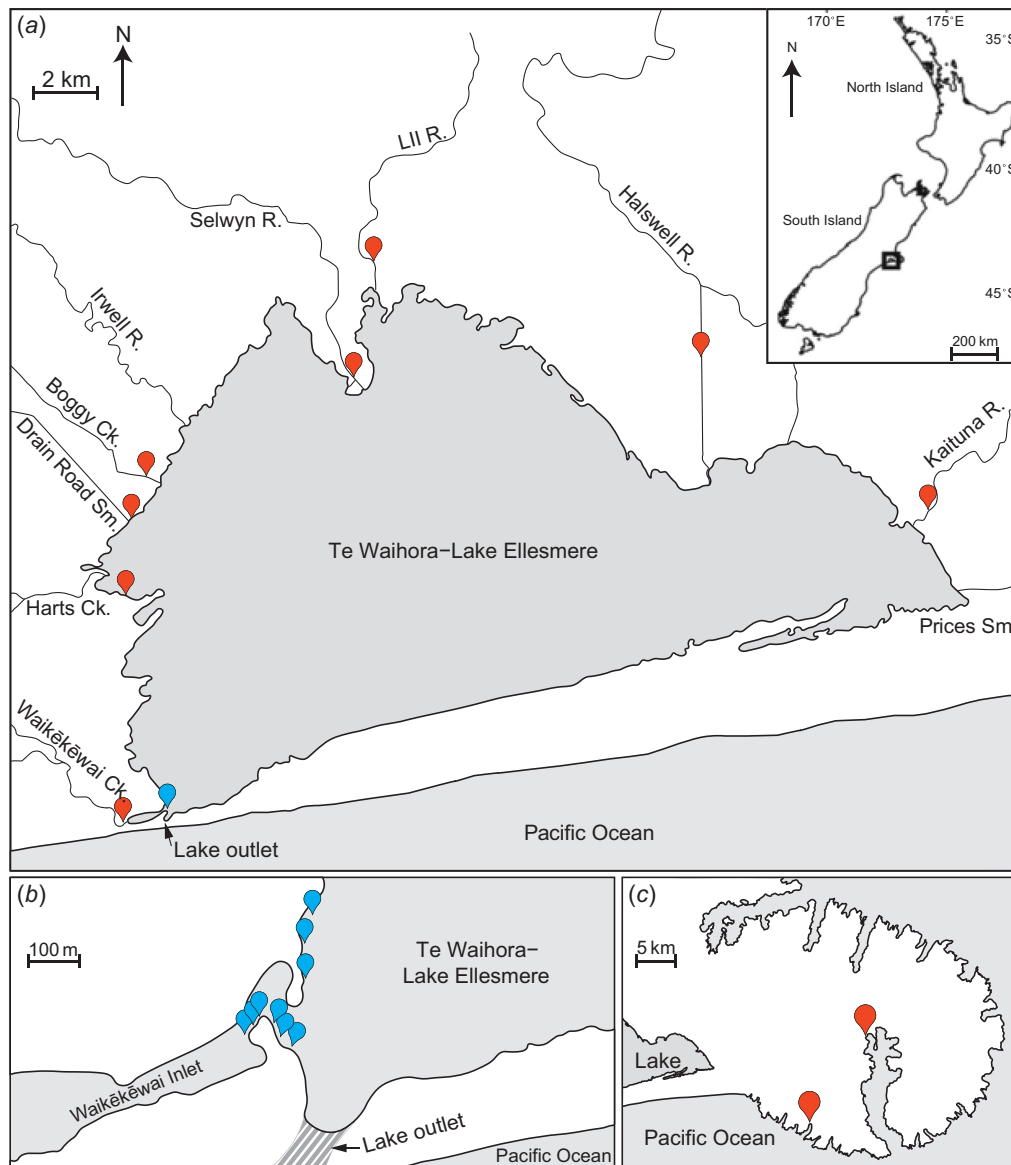 (a)
N
2 km
LII R.
Selwyn R.
Halswell R.
Irwell R.
Boggy Ck.
Drain Road Sm.
Kaituna R.
Te Waihora–Lake Ellesmere
Harts Ck.
Prices Sm
Waikēkēwai Ck.
Pacific Ocean
Lake outlet
170°E
175°E
35°S
N
North Island
40°S
South Island
45°S
200 km
(b)
100 m
Te Waihora–
Lake Ellesmere
Waikēkēwai Inlet
Lake outlet
Pacific Ocean
(c)
5 km
Lake
Pacific Ocean